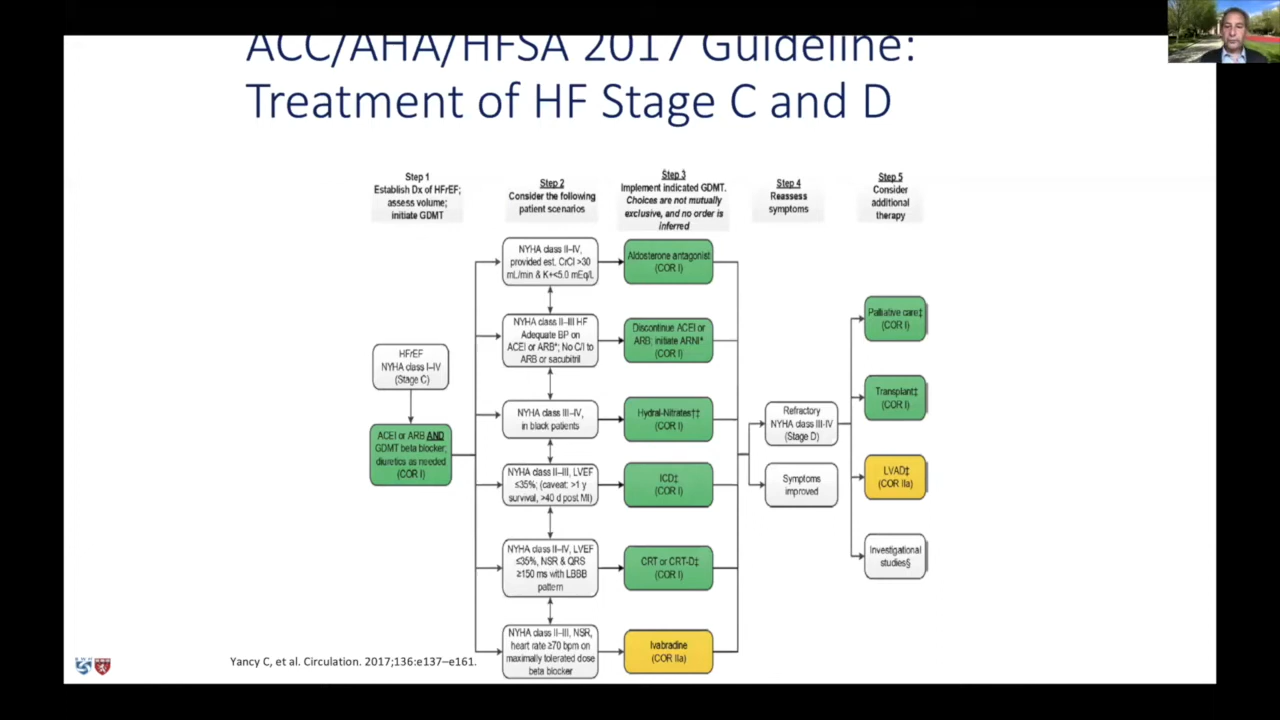 ACC/AHA/HFSA 2017 Guideline:
Treatment of HF Stage C and D
Step 1
Establish Dx of HFrEF;
assess volume;
initiate GDMT
Step 2
Consider the following
patient scenarios
Step 3
Implement indicated GDMT.
Choices are not mutually
exclusive, and no order is
inferred
Step 4
Reassess
symptoms
Step 5
Consider
additional
therapy
HFrEF
NYHA class I–IV
(Stage C)
ACEI or ARB AND
GDMT beta blocker;
diuretics as needed
(COR I)
NYHA class II–IV,
provided est. CrCl >30
mL/min & K+<5.0 mEq/L
Aldosterone antagonist
(COR I)
NYHA class II–III HF
Adequate BP on
ACEI or ARB*; No C/I to
ARB or sacubitril
Discontinue ACEI or
ARB; initiate ARNI*
(COR I)
NYHA class III–IV,
in black patients
Hydral-Nitrates†‡
(COR I)
NYHA class II–III, LVEF
≤35%; (caveat: >1 y
survival, >40 d post MI)
ICD‡
(COR I)
NYHA class II–IV, LVEF
≤35%, NSR & QRS
≥150 ms with LBBB
pattern
CRT or CRT-D‡
(COR I)
NYHA class II–III, NSR,
heart rate ≥70 bpm on
maximally tolerated dose
beta blocker
Ivabradine
(COR IIa)
Refractory
NYHA class III-IV
(Stage D)
Symptoms
improved
Palliative care‡
(COR I)
Transplant‡
(COR I)
LVAD‡
(COR IIa)
Investigational
studies§
Yancy C, et al. Circulation. 2017;136:e137–e161.